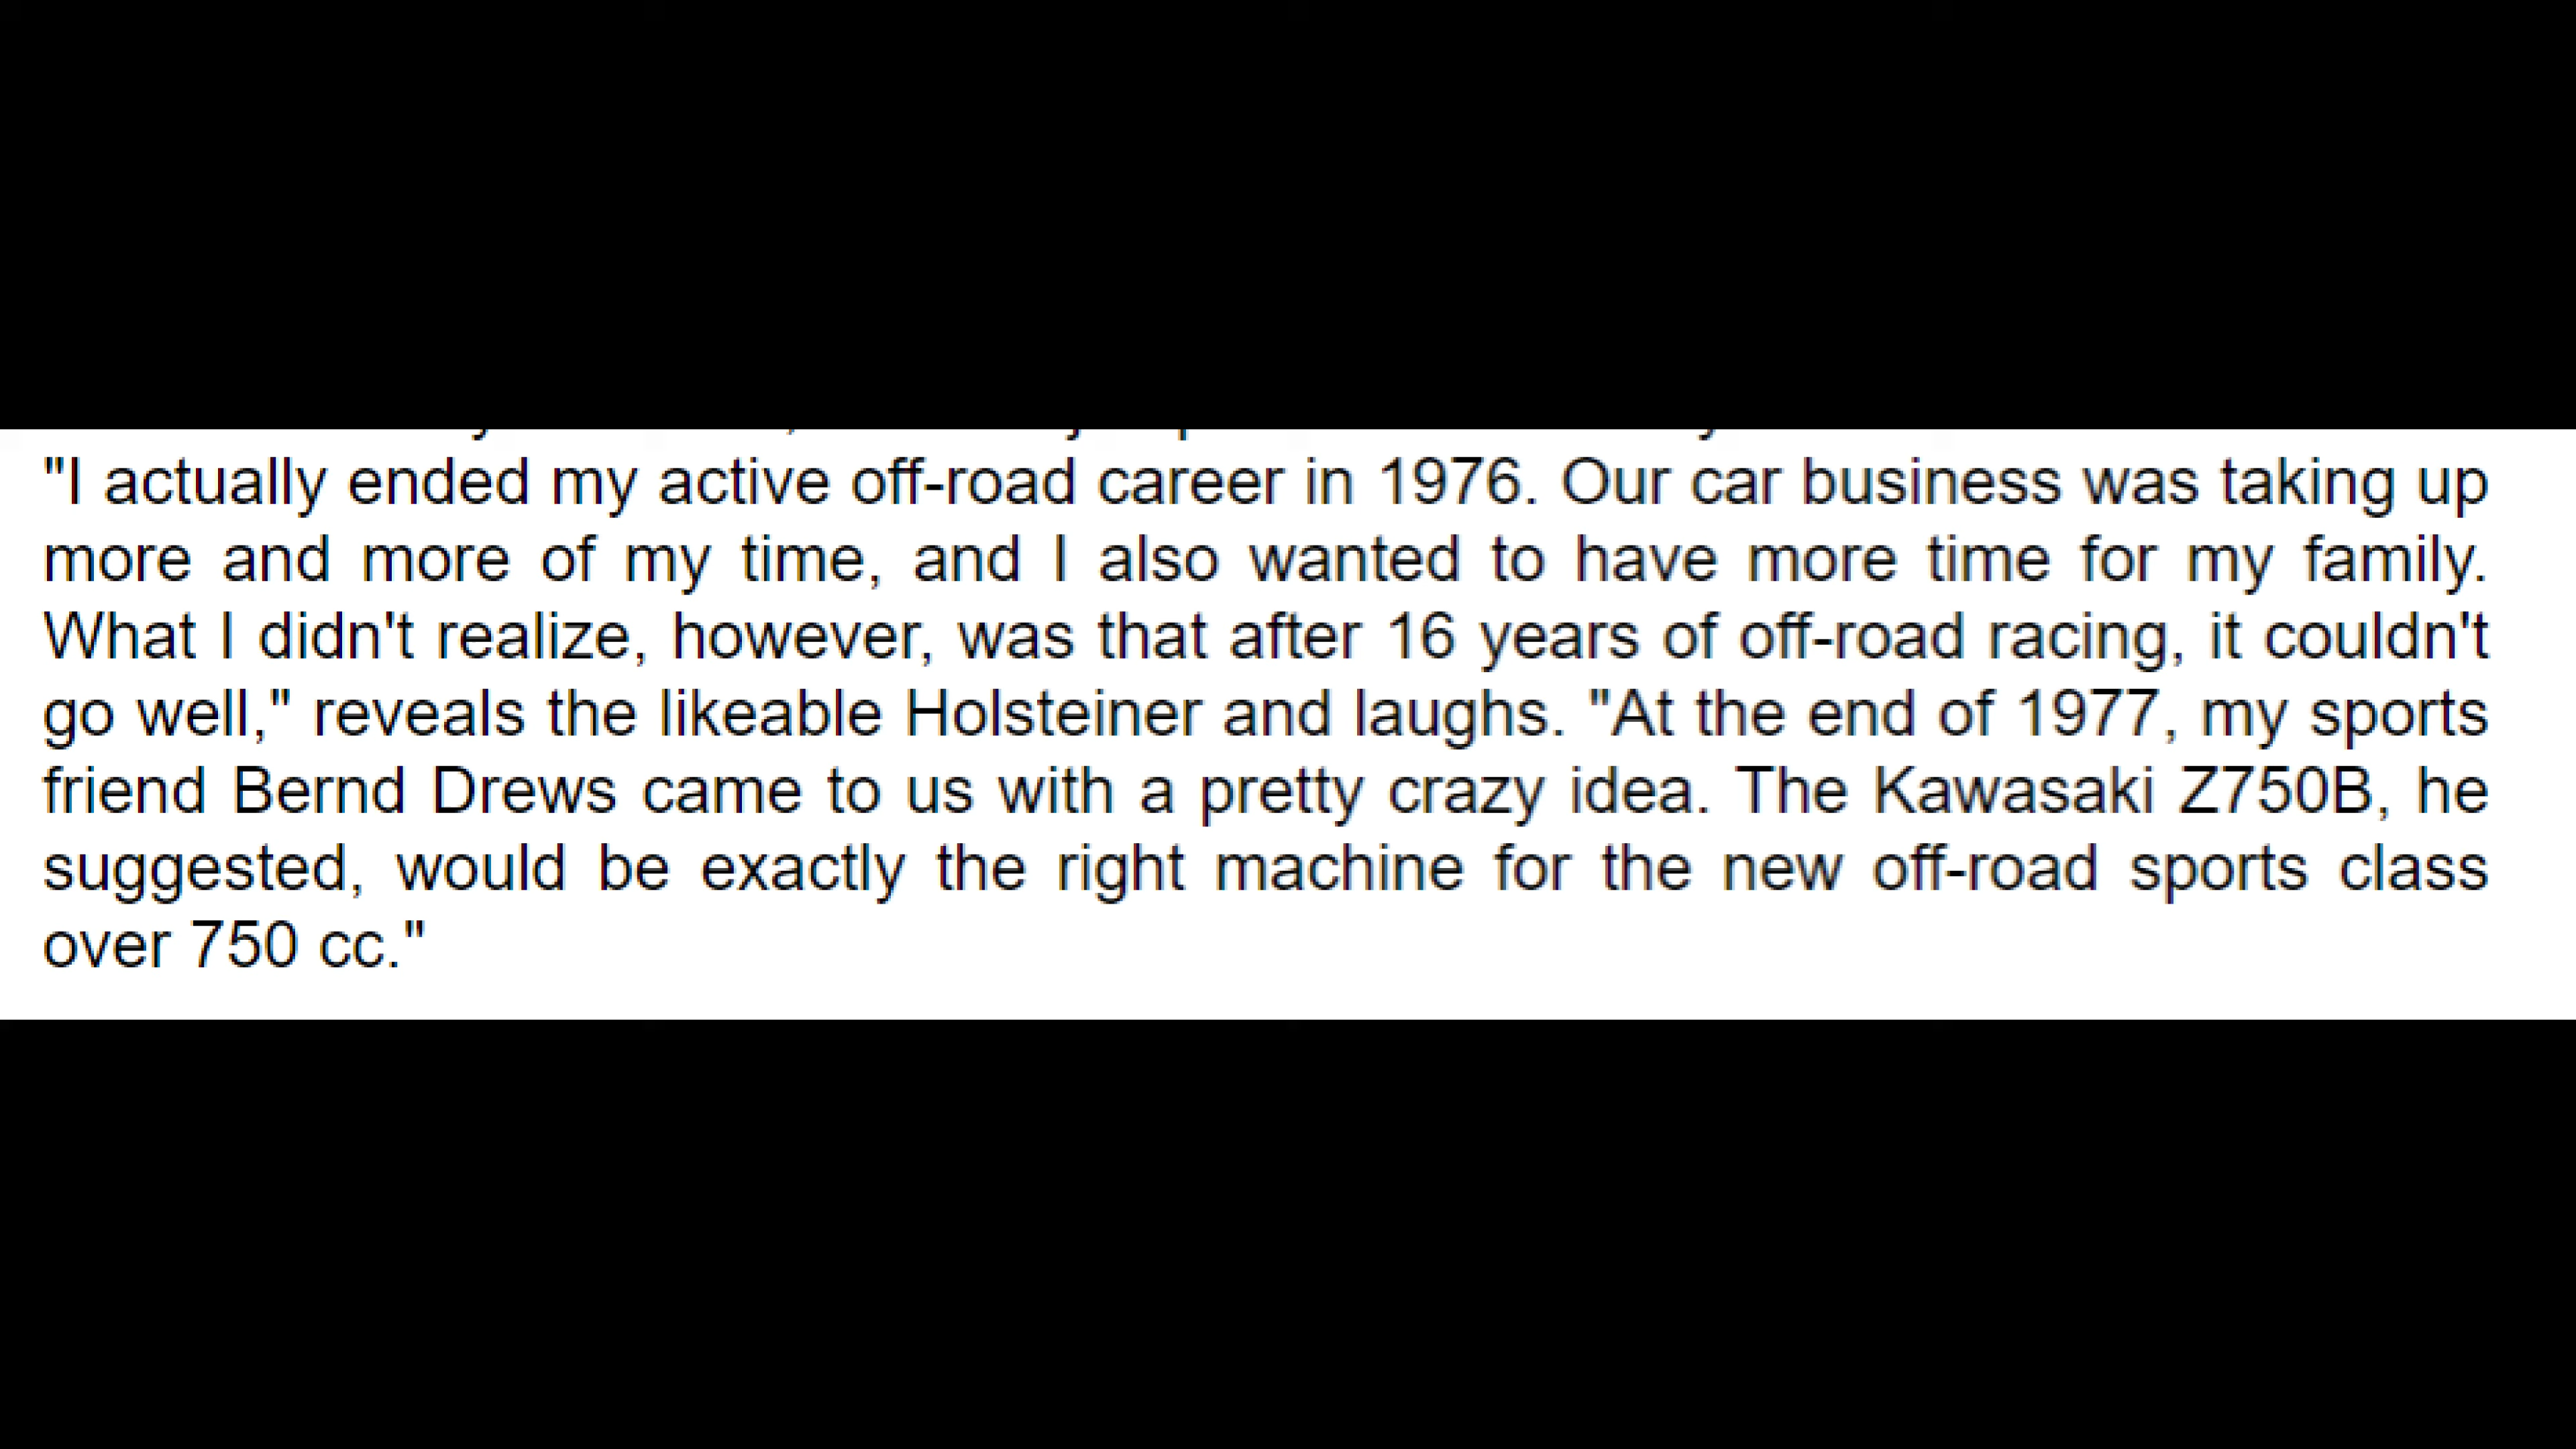 "I actually ended my active off-road career in 1976. Our car business was taking up
more and more of my time, and I also wanted to have more time for my family.
What I didn't realize, however, was that after 16 years of off-road racing, it couldn't
go well," reveals the likeable Holsteiner and laughs. "At the end of 1977, my sports
friend Bernd Drews came to us with a pretty crazy idea. The Kawasaki Z750B, he
suggested, would be exactly the right machine for the new off-road sports class
over 750 cc."